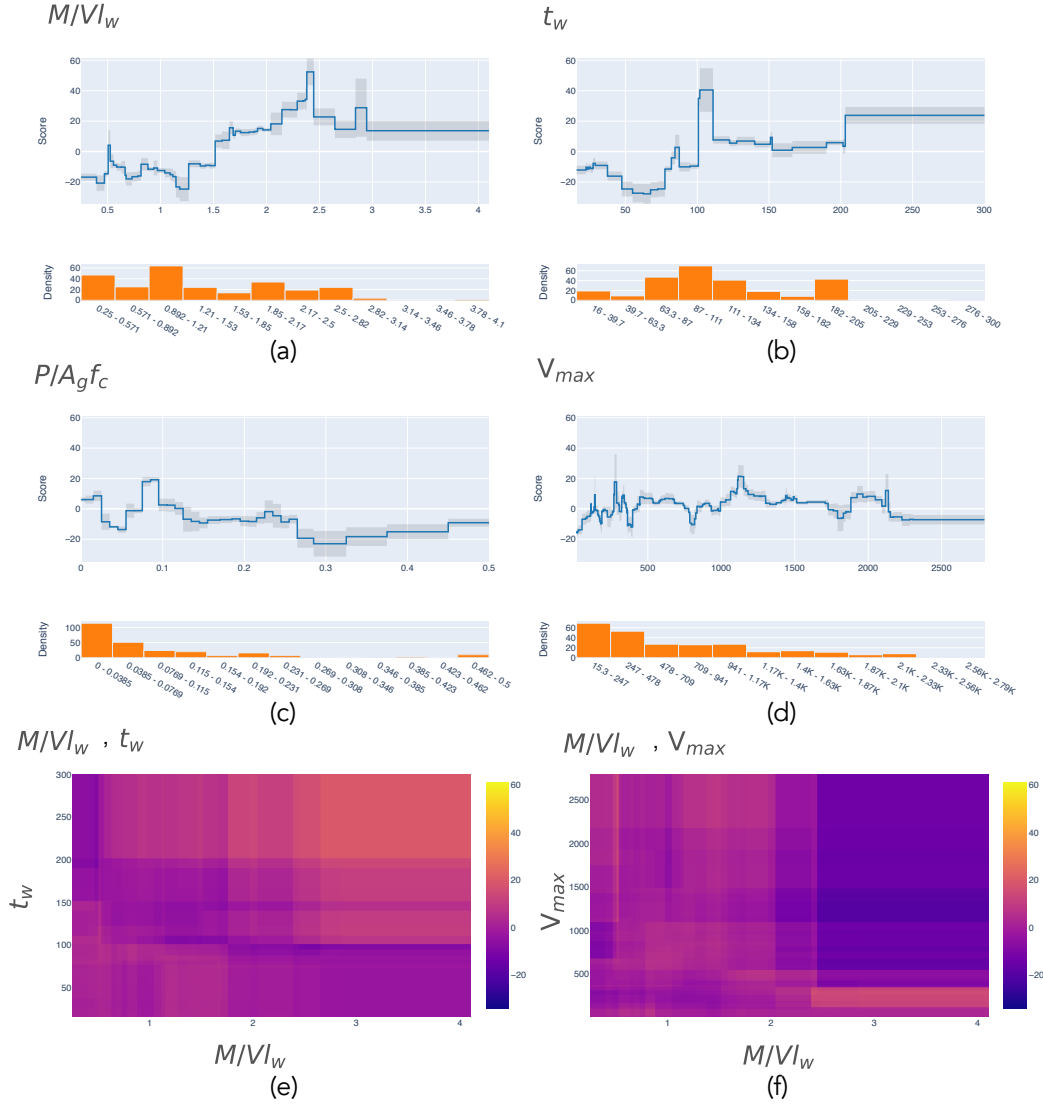 M/Vl_w
t_w
60
40
20
0
−20
Score
0.5
1
1.5
2
2.5
3
3.5
4
60
40
20
0
−20
Score
50
100
150
200
250
300
60
40
20
0
Density
0.25 - 0.571
0.571 - 0.892
0.892 - 1.21
1.21 - 1.53
1.53 - 1.85
1.85 - 2.17
2.17 - 2.5
2.5 - 2.82
2.82 - 3.14
3.14 - 3.46
3.46 - 3.78
3.78 - 4.1
60
40
20
0
Density
16 - 39.7
39.7 - 63.3
63.3 - 87
87 - 111
111 - 134
134 - 158
158 - 182
182 - 205
205 - 229
229 - 253
253 - 276
276 - 300
(a)
(b)
P/A_gf_c
V_max
60
40
20
0
−20
Score
0
0.1
0.2
0.3
0.4
0.5
60
40
20
0
−20
Score
500
1000
1500
2000
2500
100
50
0
Density
0 - 0.0385
0.0385 - 0.0769
0.0769 - 0.115
0.115 - 0.154
0.154 - 0.192
0.192 - 0.231
0.231 - 0.269
0.269 - 0.308
0.308 - 0.346
0.346 - 0.385
0.385 - 0.423
0.423 - 0.462
0.462 - 0.5
60
40
20
0
Density
15.3 - 247
247 - 478
478 - 709
709 - 941
941 - 1.17K
1.17K - 1.4K
1.4K - 1.63K
1.63K - 1.87K
1.87K - 2.1K
2.1K - 2.33K
2.33K - 2.56K
2.56K - 2.79K
(c)
(d)
M/Vl_w , t_w
M/Vl_w , V_max
300
250
200
150
100
50
t_w
1
2
3
4
60
40
20
0
−20
M/Vl_w
2500
2000
1500
1000
500
V_max
1
2
3
4
60
40
20
0
−20
M/Vl_w
(e)
(f)